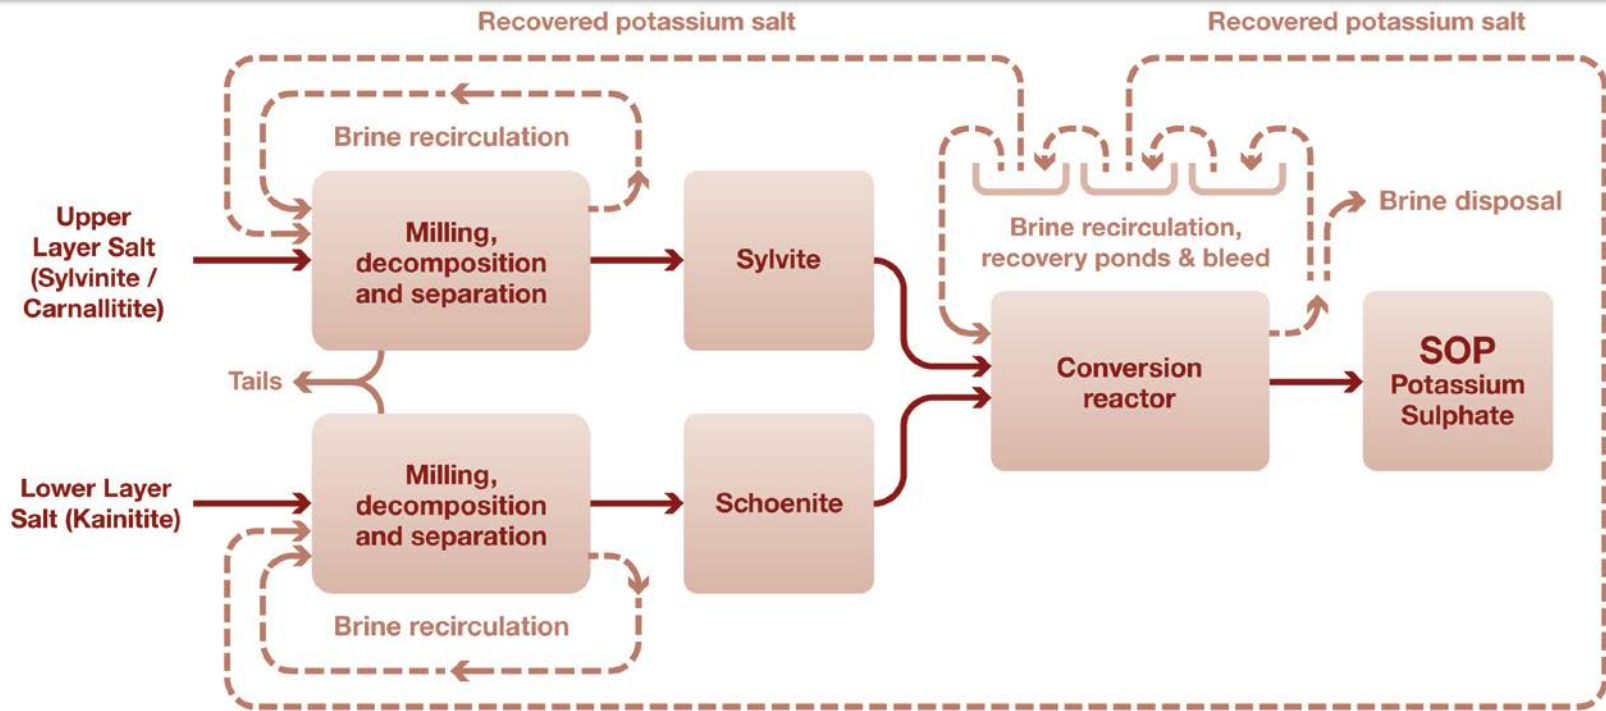 Recovered potassium salt
Recovered potassium salt
Brine recirculation
Upper
Layer Salt
(Sylvinite /
Carnallitite)
Milling,
decomposition
and separation
Sylvite
Brine recirculation,
recovery ponds & bleed
Brine disposal
Tails
Conversion
reactor
SOP
Potassium
Sulphate
Lower Layer
Salt (Kainitite)
Milling,
decomposition
and separation
Schoenite
Brine recirculation